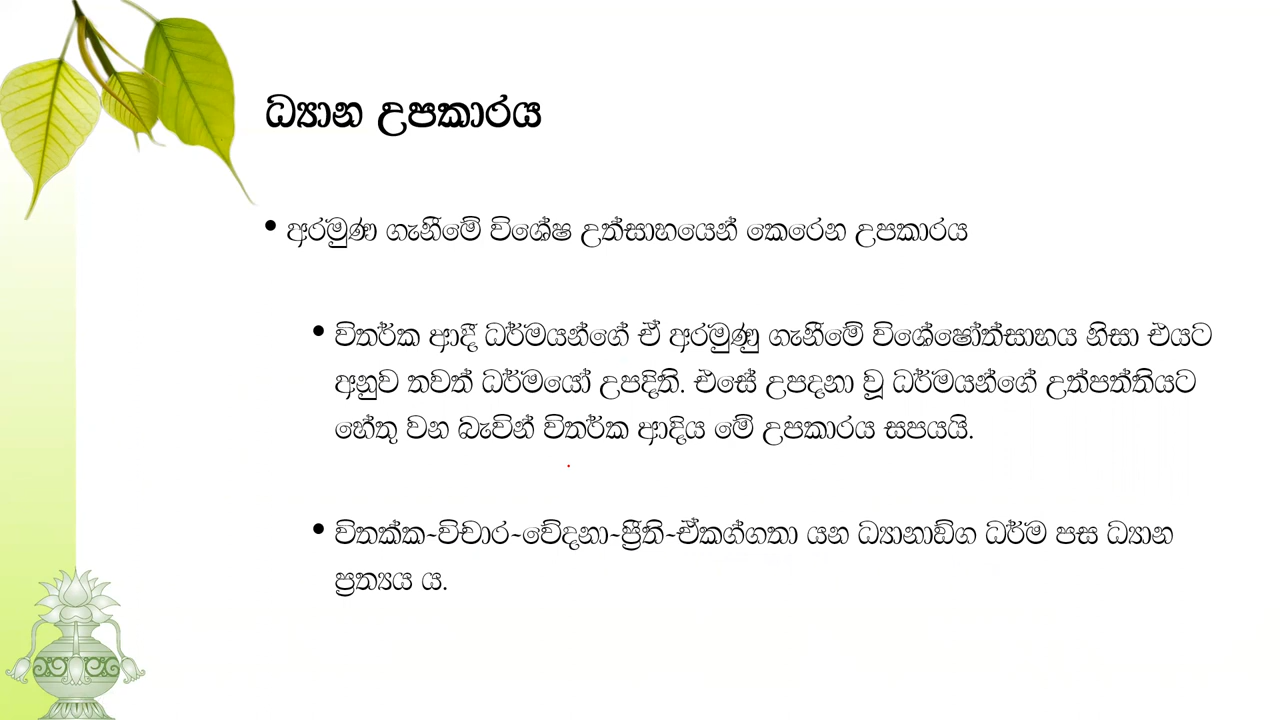 ධ්‍යාන උපකාරය
• අරමුණ ගැනීමේ විශේෂ උත්සාහයෙන් කෙරෙන උපකාරය
• විතර්ක ආදී ධර්මයන්ගේ ඒ අරමුණු ගැනීමේ විශේෂෝත්සාහය නිසා එයට
අනුව තවත් ධර්මයෝ උපදිති. එසේ උපදනා වූ ධර්මයන්ගේ උත්පත්තියට
හේතු වන බැවින් විතර්ක ආදිය මේ උපකාරය සපයයි.
• විතක්ක~විචාර~වේදනා~ප්‍රීති~ඒකග්ගතා යන ධ්‍යානාඞ්ග ධර්ම පස ධ්‍යාන
ප්‍රත්‍යය ය.